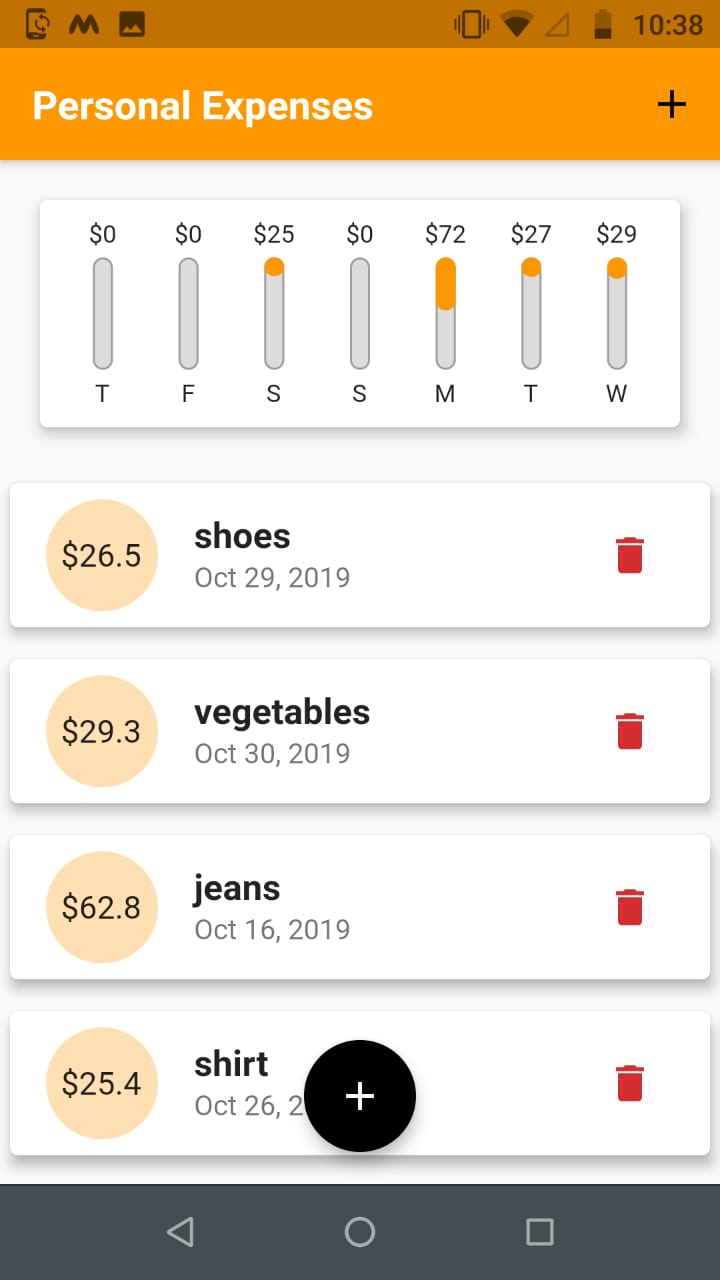 10:38
Personal Expenses
$0 $0 $25 $0 $72 $27 $29
T F S S M T W
$26.5
shoes
Oct 29, 2019
$29.3
vegetables
Oct 30, 2019
$62.8
jeans
Oct 16, 2019
$25.4
shirt
Oct 26, 2